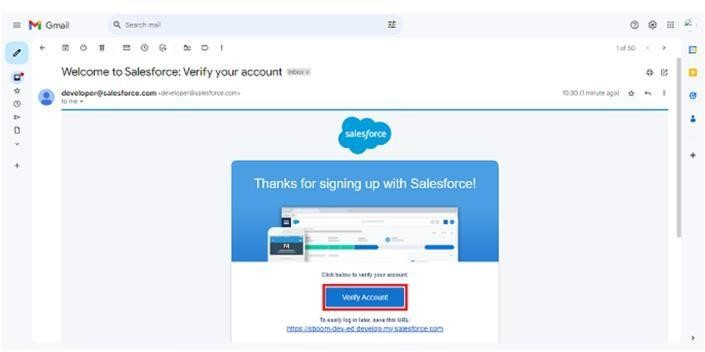 Gmail
Search mail
1 of 50
Welcome to Salesforce: Verify your account Inbox x
developer@salesforce.com <developer@salesforce.com>
10:30 (1 minute ago)
to me
salesforce
Thanks for signing up with Salesforce!
Click below to verify your account.
Verify Account
To easily log in later, save this URL:
https://sboom-dev-ed.develop.my.salesforce.com